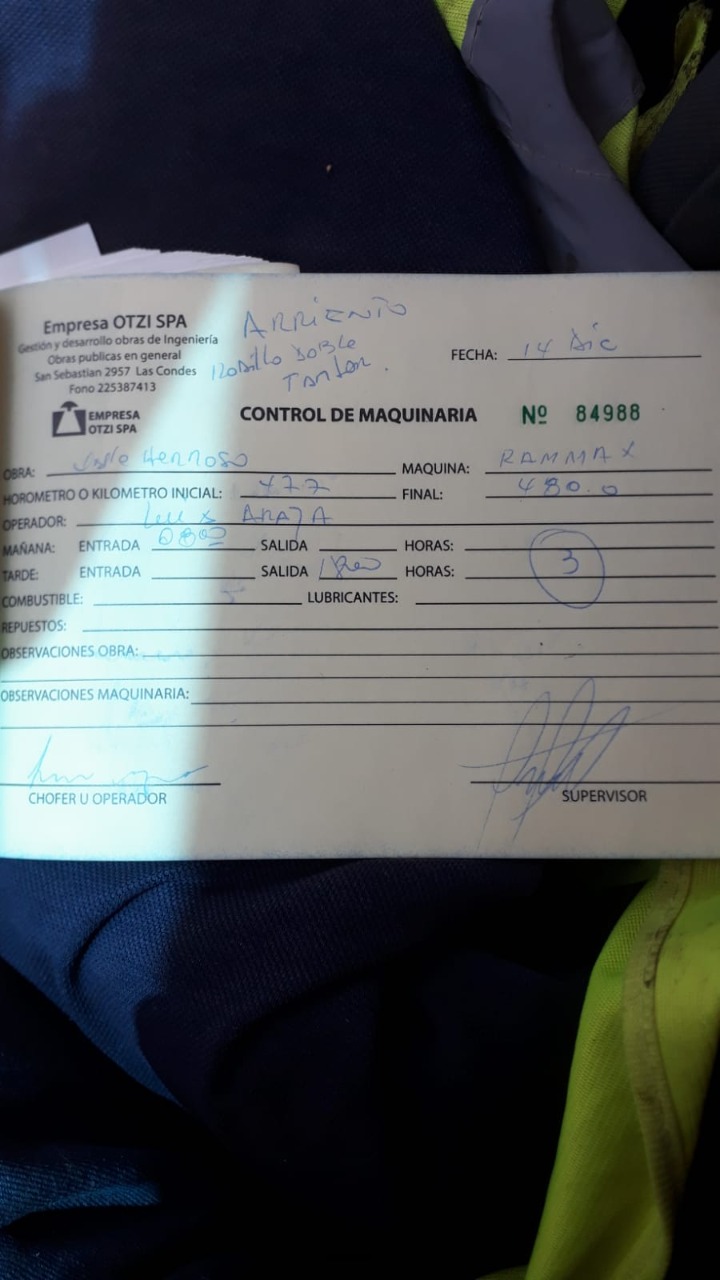 Empresa OTZI SPA
Gestión y desarrollo obras de Ingeniería
Obras publicas en general
San Sebastian 2957 Las Condes
Fono 225387413
EMPRESA
OTZI SPA
ARRIENTO
Rodillo Doble
Tambor.
FECHA: 14 Dic
CONTROL DE MAQUINARIA Nº 84988
OBRA: Valle Hermoso MAQUINA: RAMMAX
HOROMETRO O KILOMETRO INICIAL: 477 FINAL: 480.0
OPERADOR: Luis ARAYA
MAÑANA: ENTRADA 0800 SALIDA HORAS:
TARDE: ENTRADA SALIDA 1800 HORAS: 3
COMBUSTIBLE: LUBRICANTES:
REPUESTOS:
OBSERVACIONES OBRA:
OBSERVACIONES MAQUINARIA:
CHOFER U OPERADOR SUPERVISOR